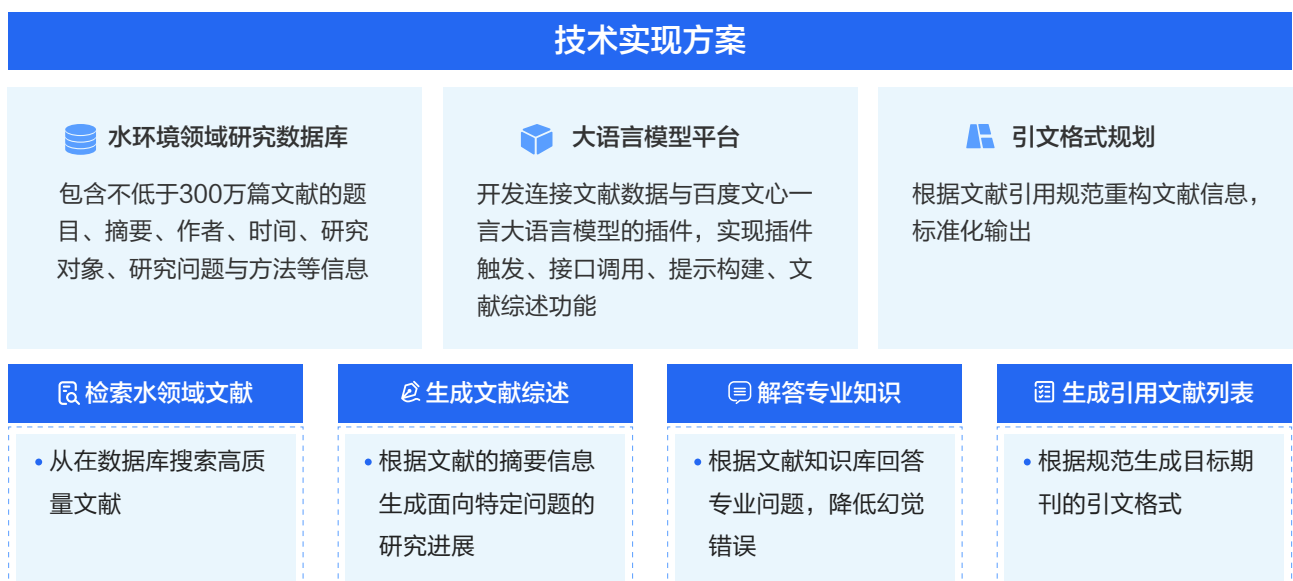 技术实现方案
水环境领域研究数据库
包含不低于300万篇文献的题
目、摘要、作者、时间、研究
对象、研究问题与方法等信息
大语言模型平台
开发连接文献数据与百度文心一
言大语言模型的插件，实现插件
触发、接口调用、提示构建、文
献综述功能
引文格式规划
根据文献引用规范重构文献信息，
标准化输出
检索水领域文献
• 从在数据库搜索高质
量文献
生成文献综述
• 根据文献的摘要信息
生成面向特定问题的
研究进展
解答专业知识
• 根据文献知识库回答
专业问题，降低幻觉
错误
生成引用文献列表
• 根据规范生成目标期
刊的引文格式